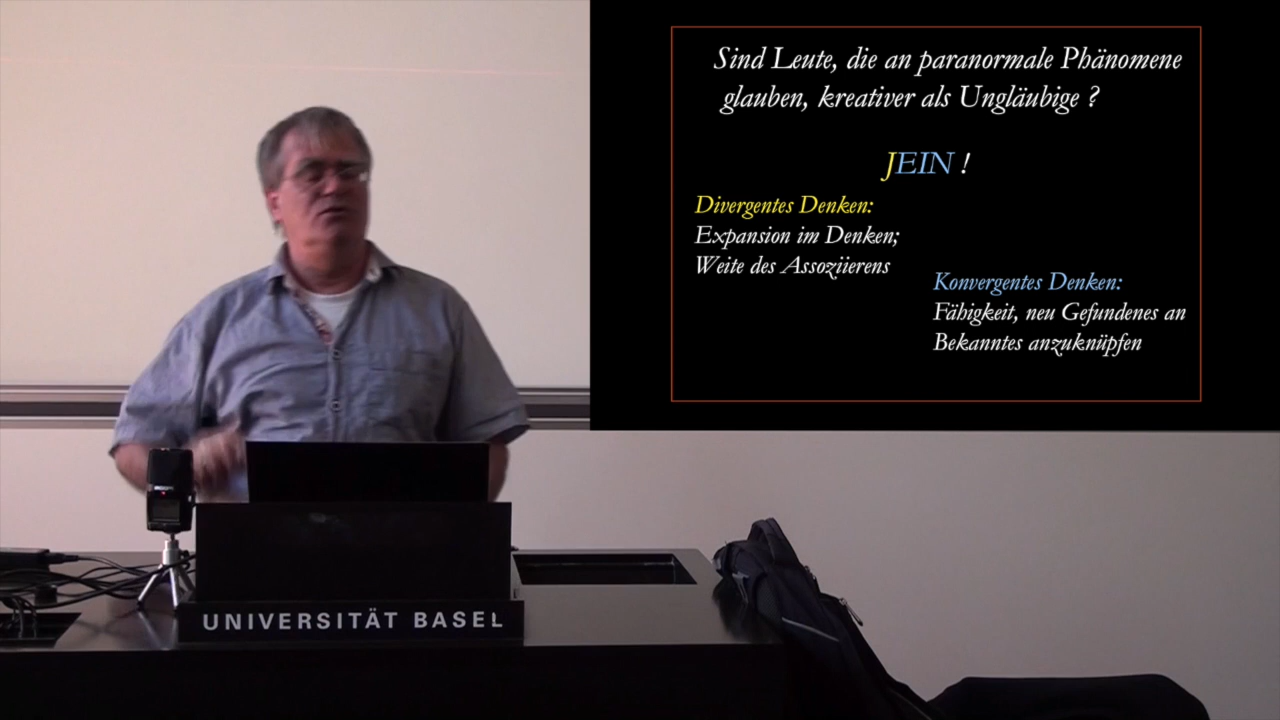 Sind Leute, die an paranormale Phänomene
glauben, kreativer als Ungläubige ?
JEIN !
Divergentes Denken:
Expansion im Denken;
Weite des Assoziierens
Konvergentes Denken:
Fähigkeit, neu Gefundenes an
Bekanntes anzuknüpfen
UNIVERSITÄT BASEL